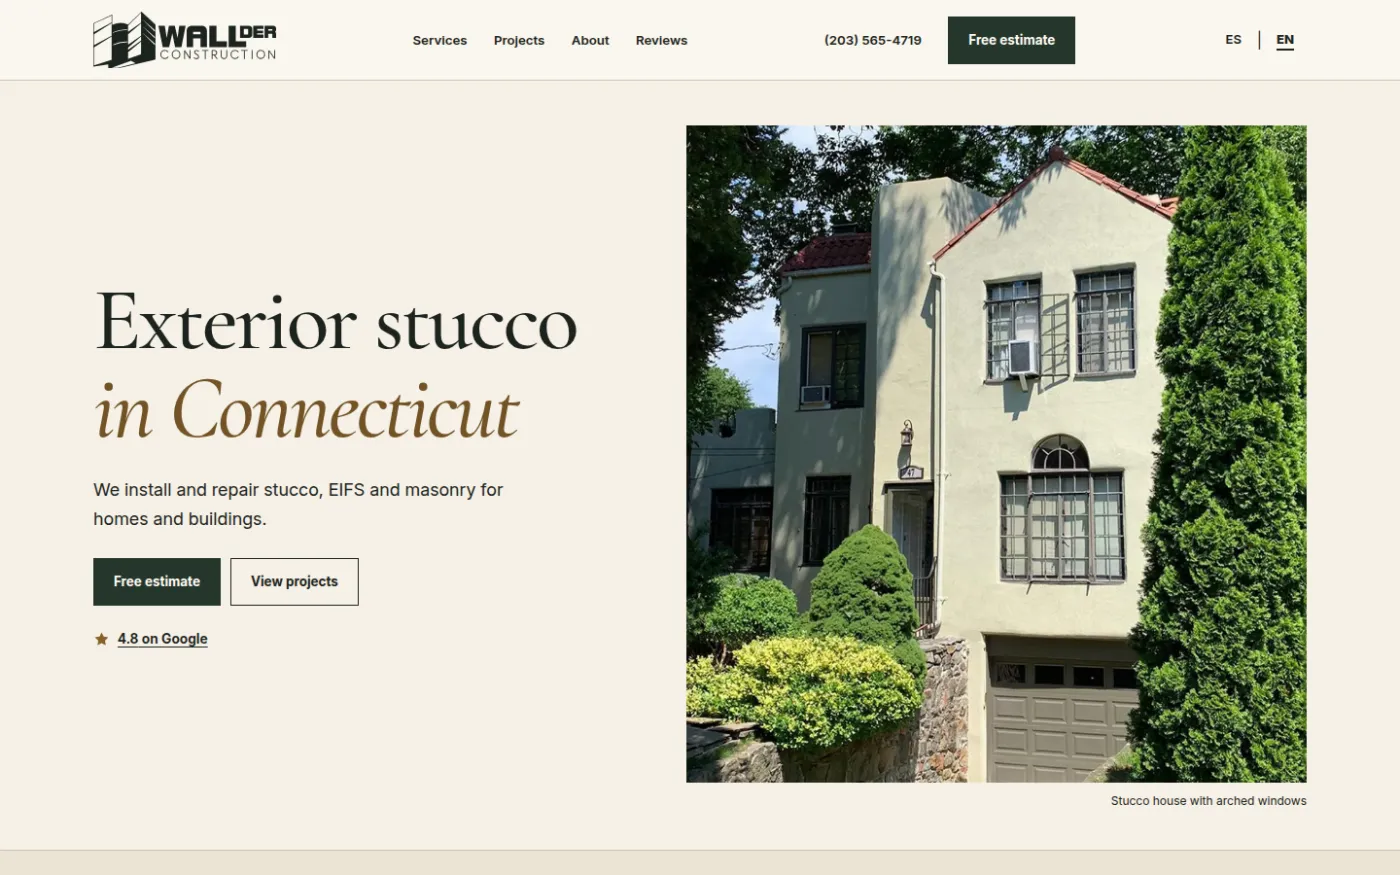 WALLDER
CONSTRUCTION
Services
Projects
About
Reviews
(203) 565-4719
Free estimate
ES
EN
Exterior stucco
in Connecticut
We install and repair stucco, EIFS and masonry for
homes and buildings.
Free estimate
View projects
4.8 on Google
47
Stucco house with arched windows